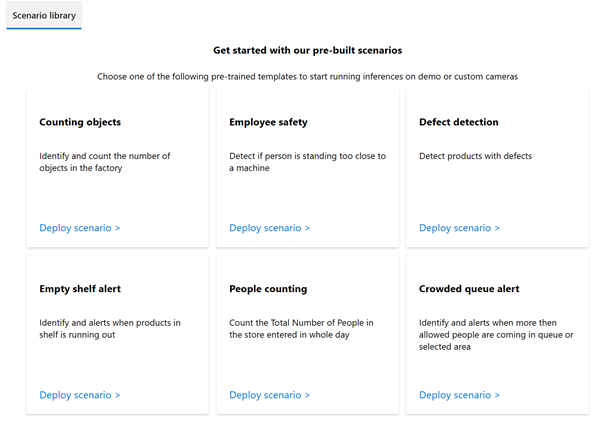 Scenario library
Get started with our pre-built scenarios
Choose one of the following pre-trained templates to start running inferences on demo or custom cameras
Counting objects
Identify and count the number of
objects in the factory
Deploy scenario >
Employee safety
Detect if person is standing too close to
a machine
Deploy scenario >
Defect detection
Detect products with defects
Deploy scenario >
Empty shelf alert
Identify and alerts when products in
shelf is running out
Deploy scenario >
People counting
Count the Total Number of People in
the store entered in whole day
Deploy scenario >
Crowded queue alert
Identify and alerts when more then
allowed people are coming in queue or
selected area
Deploy scenario >